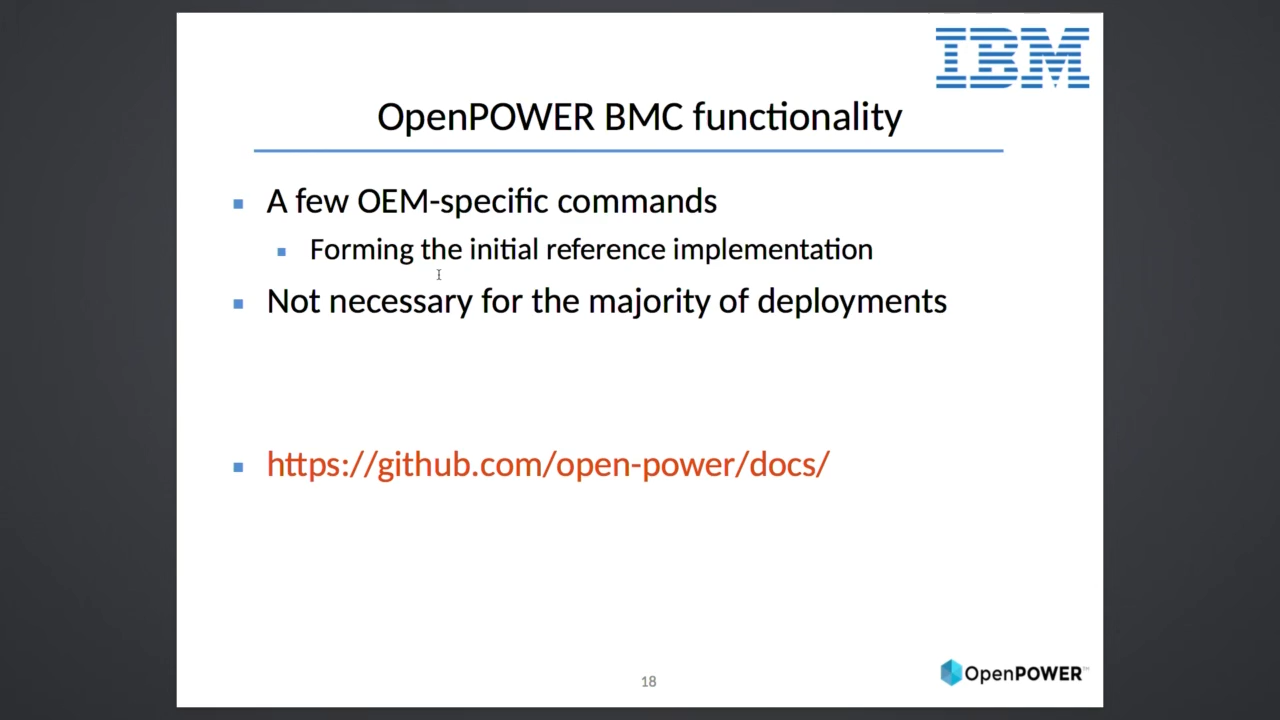 IBM
OpenPOWER BMC functionality
A few OEM-specific commands
Forming the initial reference implementation
Not necessary for the majority of deployments
https://github.com/open-power/docs/
18
OpenPOWER™